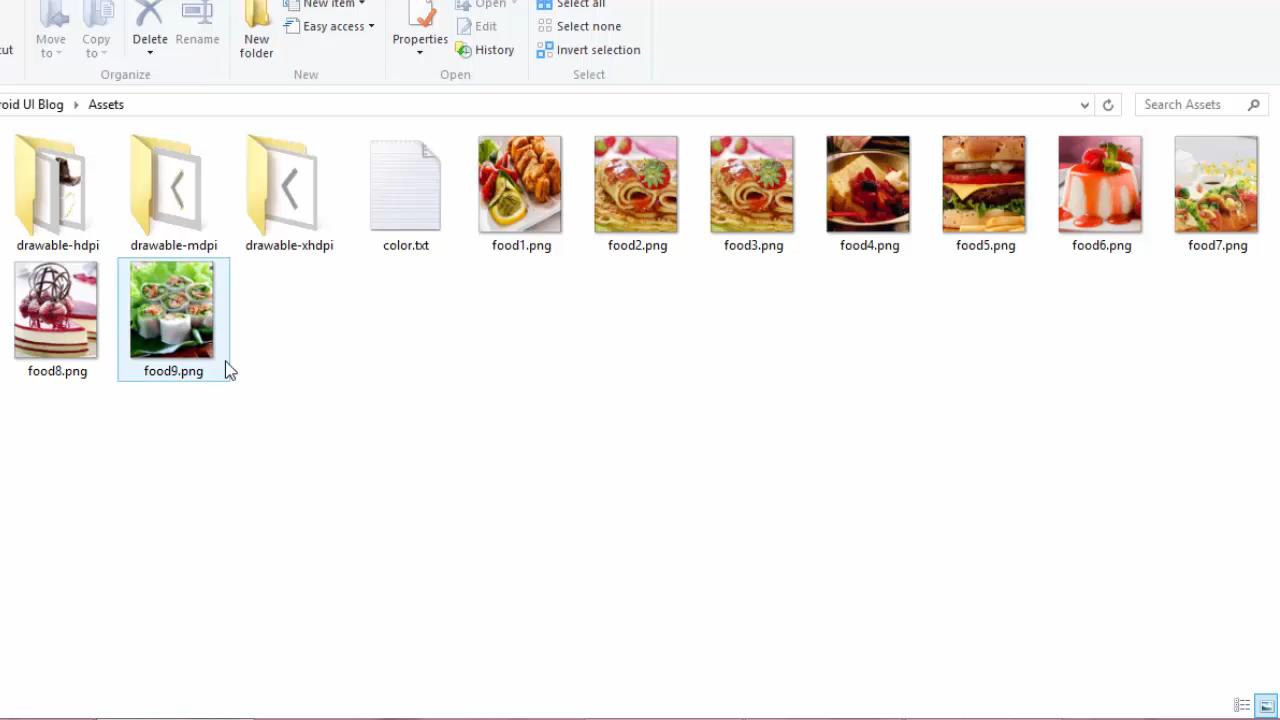 New item
Open
Select all
Move to
Copy to
Delete
Rename
New folder
Easy access
Properties
Edit
History
Select none
Invert selection
cut
Organize
New
Open
Select
oid UI Blog
Assets
Search Assets
drawable-hdpi
drawable-mdpi
drawable-xhdpi
color.txt
food1.png
food2.png
food3.png
food4.png
food5.png
food6.png
food7.png
food8.png
food9.png